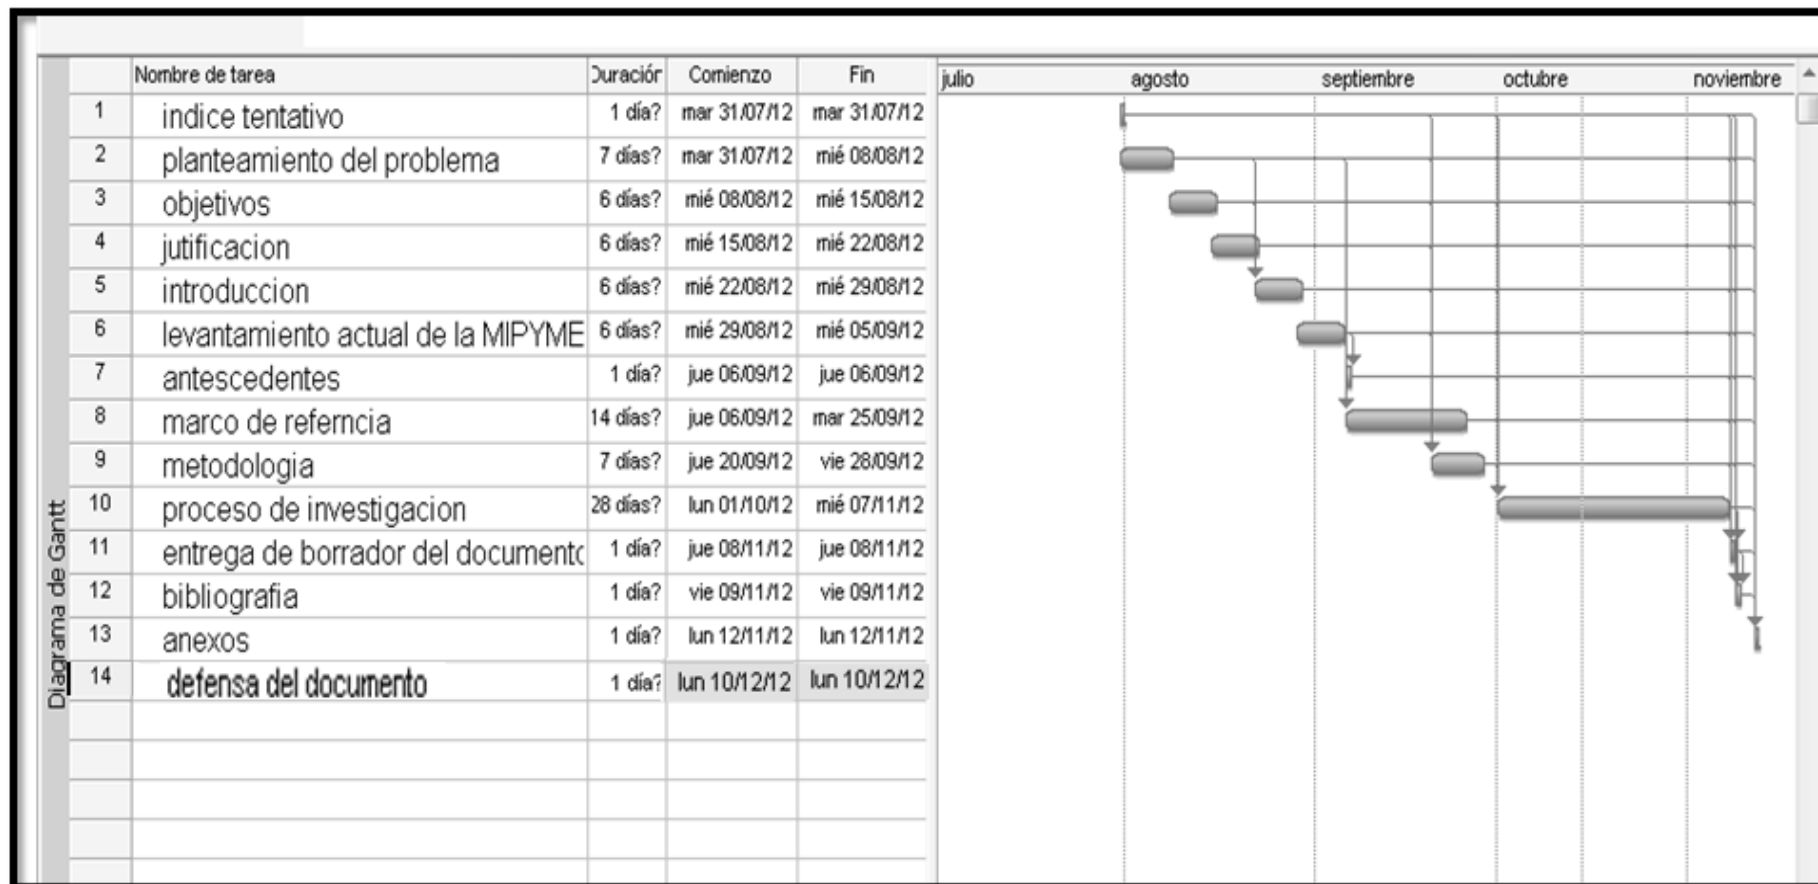 Nombre de tarea Duración Comienzo Fin julio agosto septiembre octubre noviembre
1 indice tentativo 1 día? mar 31/07/12 mar 31/07/12
2 planteamiento del problema 7 días? mar 31/07/12 mié 08/08/12
3 objetivos 6 días? mié 08/08/12 mié 15/08/12
4 jutificacion 6 días? mié 15/08/12 mié 22/08/12
5 introduccion 6 días? mié 22/08/12 mié 29/08/12
6 levantamiento actual de la MIPYME 6 días? mié 29/08/12 mié 05/09/12
7 antescedentes 1 día? jue 06/09/12 jue 06/09/12
8 marco de referncia 14 días? jue 06/09/12 mar 25/09/12
9 metodologia 7 días? jue 20/09/12 vie 28/09/12
10 proceso de investigacion 28 días? lun 01/10/12 mié 07/11/12
11 entrega de borrador del documento 1 día? jue 08/11/12 jue 08/11/12
12 bibliografia 1 día? vie 09/11/12 vie 09/11/12
13 anexos 1 día? lun 12/11/12 lun 12/11/12
14 defensa del documento 1 día? lun 10/12/12 lun 10/12/12
Diagrama de Gantt